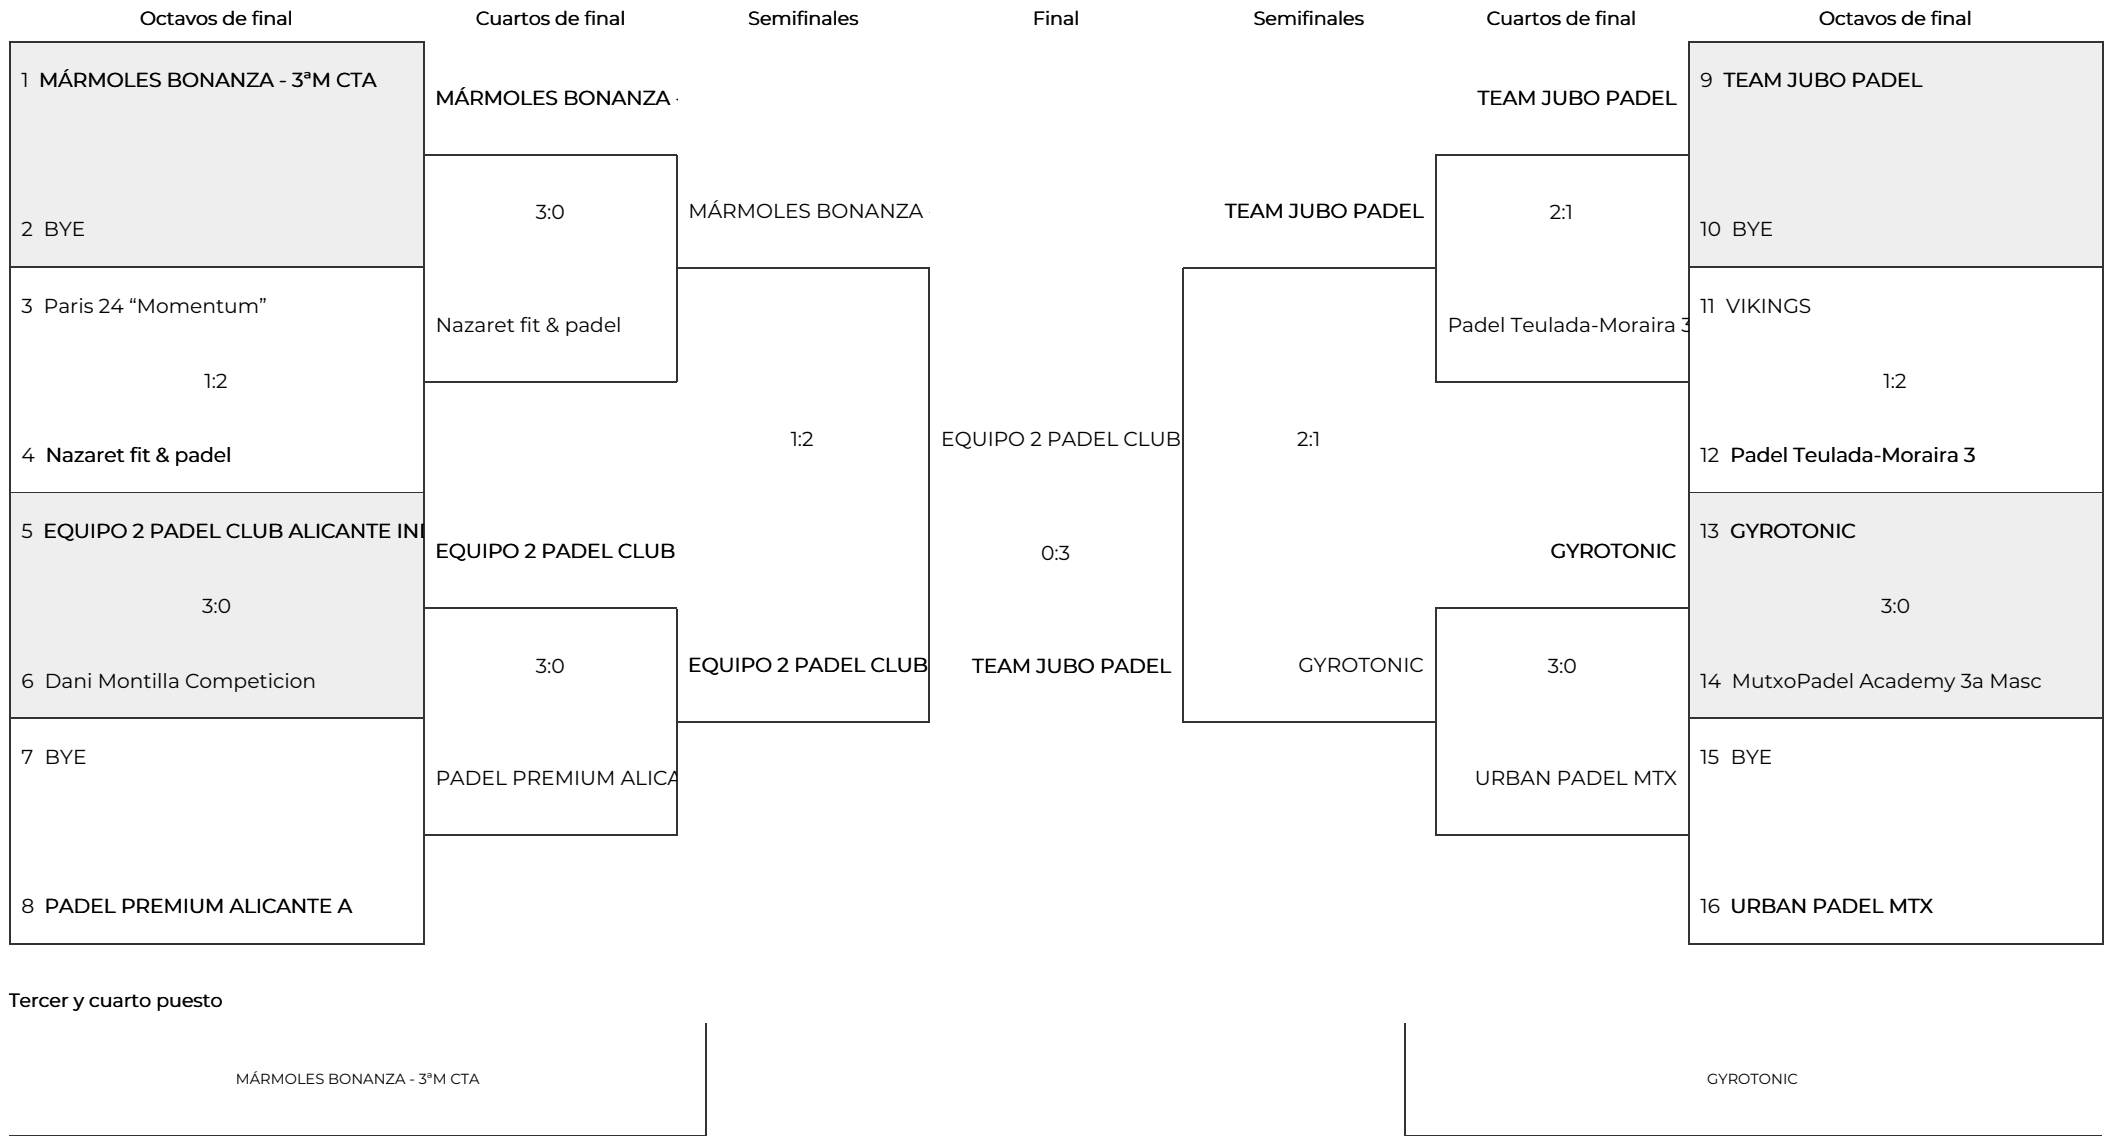 Octavos de final
Cuartos de final
Semifinales
Final
Semifinales
Cuartos de final
Octavos de final
1 MÁRMOLES BONANZA - 3ªM CTA
2 BYE
3 Paris 24 “Momentum”
1:2
4 Nazaret fit & padel
5 EQUIPO 2 PADEL CLUB ALICANTE
3:0
6 Dani Montilla Competicion
7 BYE
8 PADEL PREMIUM ALICANTE A
MÁRMOLES BONANZA -
3:0
Nazaret fit & padel
EQUIPO 2 PADEL CLUB
3:0
PADEL PREMIUM ALICA
MÁRMOLES BONANZA -
1:2
EQUIPO 2 PADEL CLUB
EQUIPO 2 PADEL CLUB
0:3
TEAM JUBO PADEL
TEAM JUBO PADEL
2:1
GYROTONIC
TEAM JUBO PADEL
2:1
Padel Teulada-Moraira 3
GYROTONIC
3:0
URBAN PADEL MTX
9 TEAM JUBO PADEL
10 BYE
11 VIKINGS
1:2
12 Padel Teulada-Moraira 3
13 GYROTONIC
3:0
14 MutxoPadel Academy 3a Masc
15 BYE
16 URBAN PADEL MTX
Tercer y cuarto puesto
MÁRMOLES BONANZA - 3ªM CTA
GYROTONIC